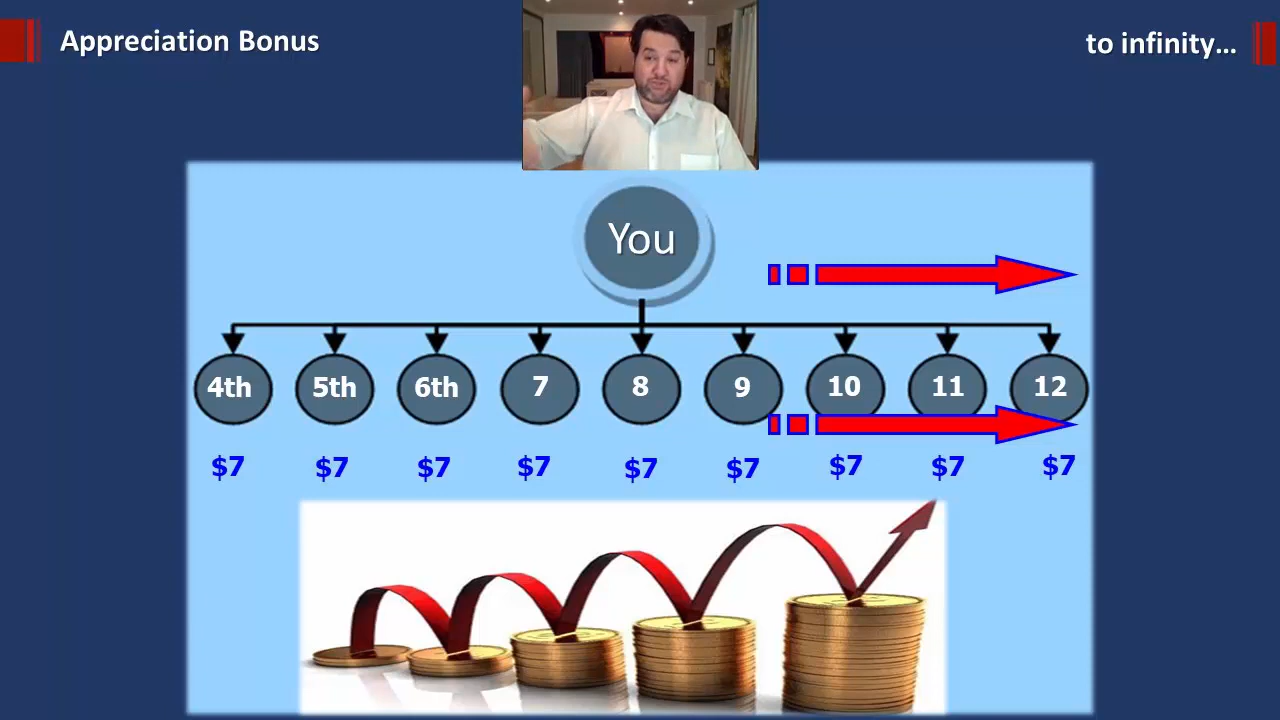 Appreciation Bonus
to infinity...
You
4th 5th 6th 7 8 9 10 11 12
$7 $7 $7 $7 $7 $7 $7 $7 $7